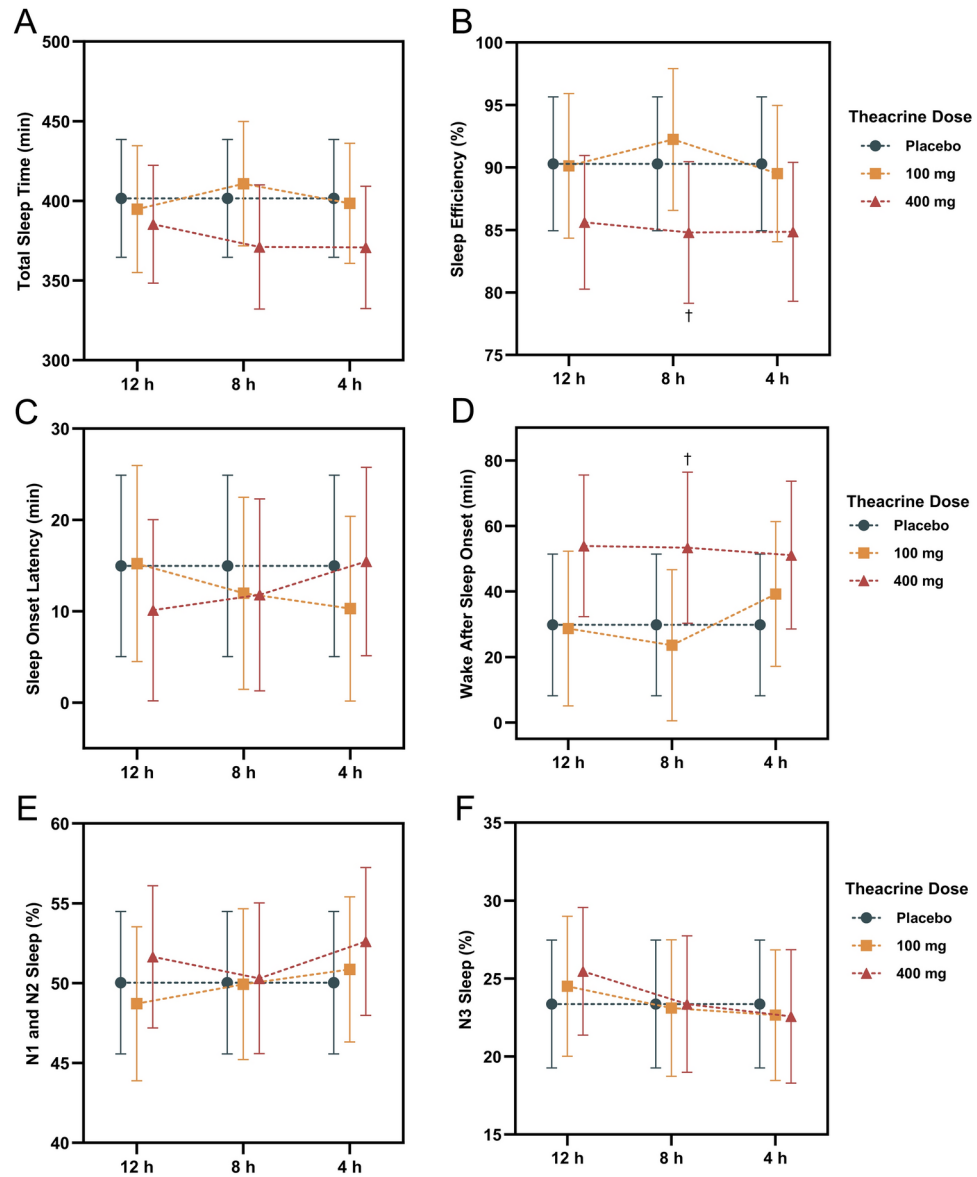 A
Total Sleep Time (min)
500
450
400
350
300
12 h 8 h 4 h
B
Sleep Efficiency (%)
100
95
90
85
80
75
†
12 h 8 h 4 h
Theacrine Dose
Placebo
100 mg
400 mg
C
Sleep Onset Latency (min)
30
20
10
0
12 h 8 h 4 h
D
Wake After Sleep Onset (min)
80
60
40
20
0
†
12 h 8 h 4 h
Theacrine Dose
Placebo
100 mg
400 mg
E
N1 and N2 Sleep (%)
60
55
50
45
40
12 h 8 h 4 h
F
N3 Sleep (%)
35
30
25
20
15
12 h 8 h 4 h
Theacrine Dose
Placebo
100 mg
400 mg